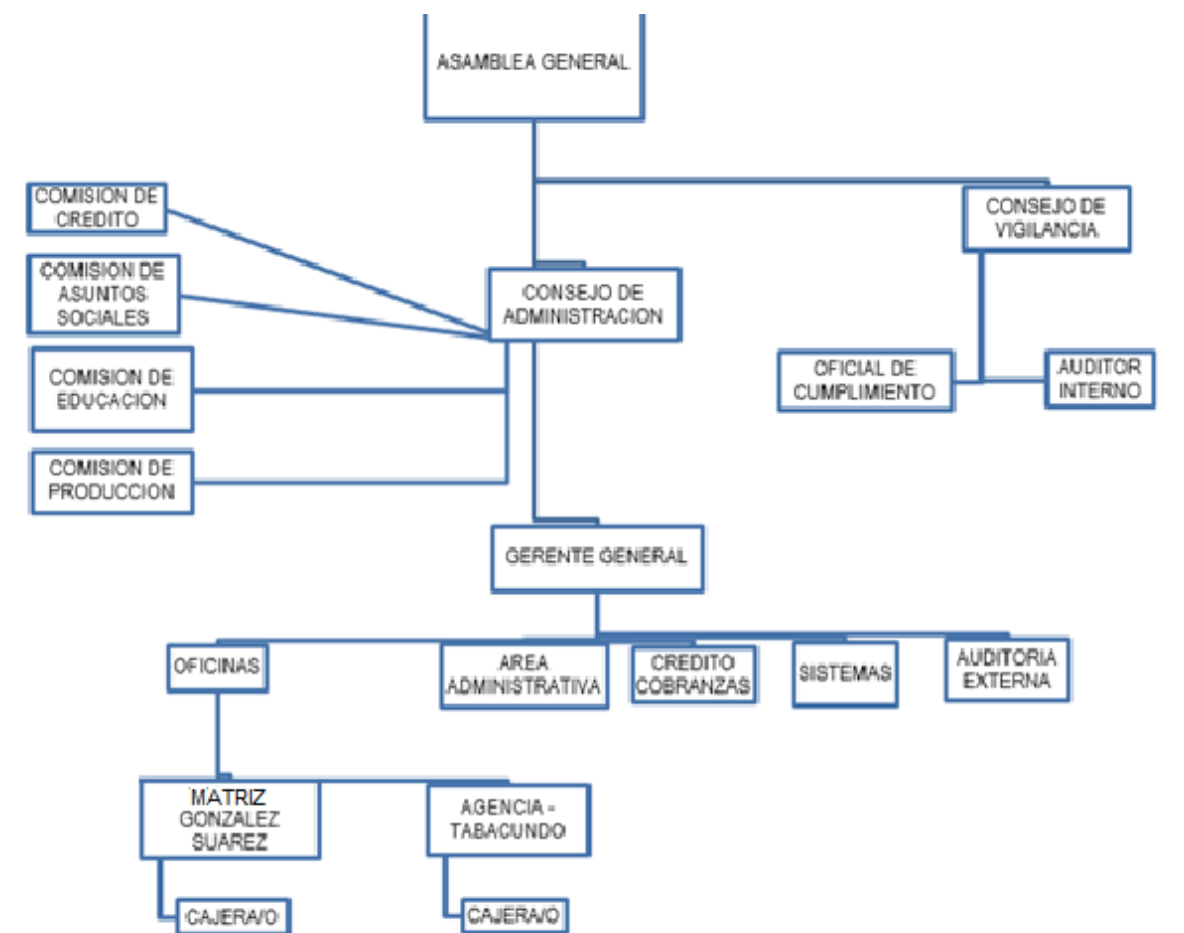 ASAMBLEA GENERAL
COMISION DE
CREDITO
CONSEJO DE
VIGILANCIA
COMISION DE
ASUNTOS
SOCIALES
CONSEJO DE
ADMINISTRACION
COMISION DE
EDUCACION
OFICIAL DE
CUMPLIMIENTO
AUDITOR
INTERNO
COMISION DE
PRODUCCION
GERENTE GENERAL
OFICINAS
AREA
ADMINISTRATIVA
CREDITO
COBRANZAS
SISTEMAS
AUDITORIA
EXTERNA
MATRIZ
GONZALEZ
SUAREZ
AGENCIA -
TABACUNDO
CAJERA/O
CAJERA/O